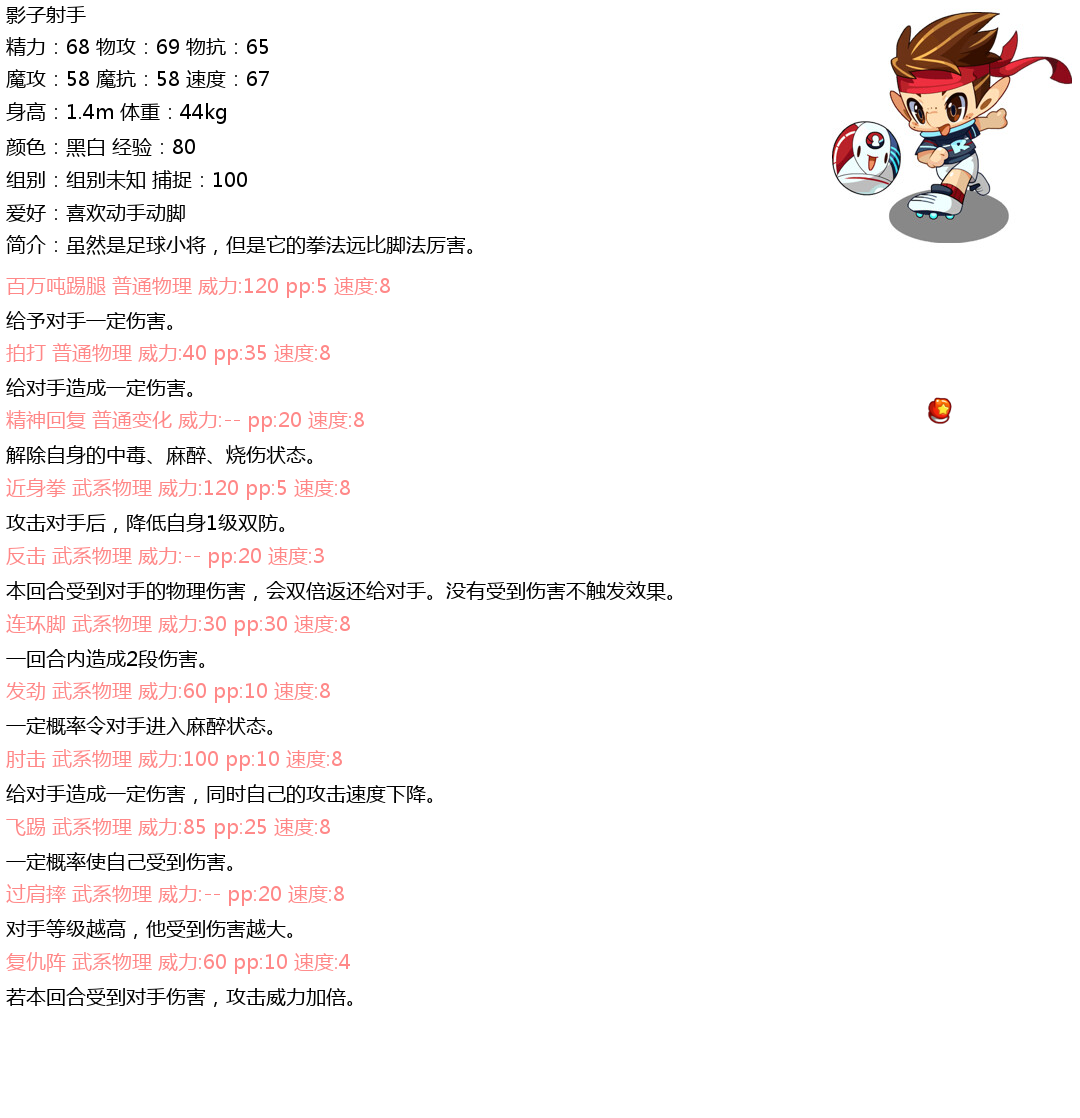 影子射手
精力：68 物攻：69 物抗：65
魔攻：58 魔抗：58 速度：67
身高：1.4m 体重：44kg
颜色：黑白 经验：80
组别：组别未知 捕捉：100
爱好：喜欢动手动脚
简介：虽然是足球小将，但是它的拳法远比脚法厉害。
百万吨踢腿 普通物理 威力:120 pp:5 速度:8
给予对手一定伤害。
拍打 普通物理 威力:40 pp:35 速度:8
给对手造成一定伤害。
精神回复 普通变化 威力:-- pp:20 速度:8
解除自身的中毒、麻醉、烧伤状态。
近身拳 武系物理 威力:120 pp:5 速度:8
攻击对手后，降低自身1级双防。
反击 武系物理 威力:-- pp:20 速度:3
本回合受到对手的物理伤害，会双倍返还给对手。没有受到伤害不触发效果。
连环脚 武系物理 威力:30 pp:30 速度:8
一回合内造成2段伤害。
发劲 武系物理 威力:60 pp:10 速度:8
一定概率令对手进入麻醉状态。
肘击 武系物理 威力:100 pp:10 速度:8
给对手造成一定伤害，同时自己的攻击速度下降。
飞踢 武系物理 威力:85 pp:25 速度:8
一定概率使自己受到伤害。
过肩摔 武系物理 威力:-- pp:20 速度:8
对手等级越高，他受到伤害越大。
复仇阵 武系物理 威力:60 pp:10 速度:4
若本回合受到对手伤害，攻击威力加倍。
R